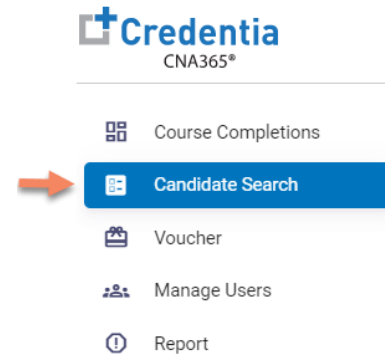 Credentia
CNA365®
Course Completions
Candidate Search
Voucher
Manage Users
Report